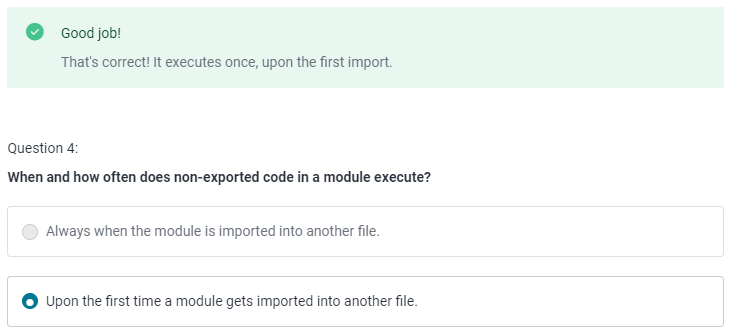 Good job!
That's correct! It executes once, upon the first import.
Question 4:
When and how often does non-exported code in a module execute?
Always when the module is imported into another file.
Upon the first time a module gets imported into another file.